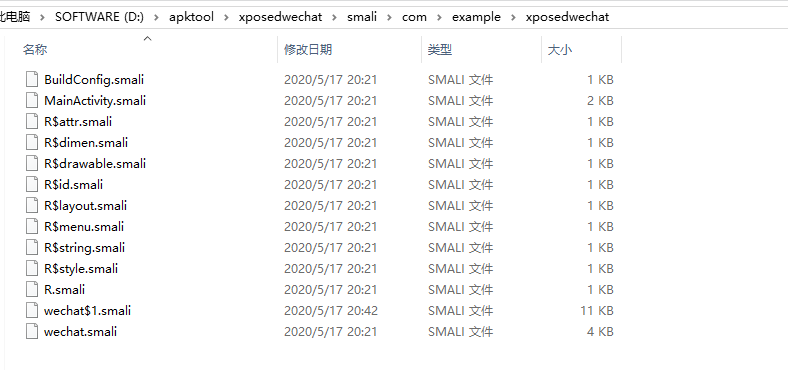 此电脑 > SOFTWARE (D:) > apktool > xposedwechat > smali > com > example > xposedwechat
名称 修改日期 类型 大小
BuildConfig.smali 2020/5/17 20:21 SMALI 文件 1 KB
MainActivity.smali 2020/5/17 20:21 SMALI 文件 2 KB
R$attr.smali 2020/5/17 20:21 SMALI 文件 1 KB
R$dimen.smali 2020/5/17 20:21 SMALI 文件 1 KB
R$drawable.smali 2020/5/17 20:21 SMALI 文件 1 KB
R$id.smali 2020/5/17 20:21 SMALI 文件 1 KB
R$layout.smali 2020/5/17 20:21 SMALI 文件 1 KB
R$menu.smali 2020/5/17 20:21 SMALI 文件 1 KB
R$string.smali 2020/5/17 20:21 SMALI 文件 1 KB
R$style.smali 2020/5/17 20:21 SMALI 文件 1 KB
R.smali 2020/5/17 20:21 SMALI 文件 1 KB
wechat$1.smali 2020/5/17 20:42 SMALI 文件 11 KB
wechat.smali 2020/5/17 20:21 SMALI 文件 4 KB